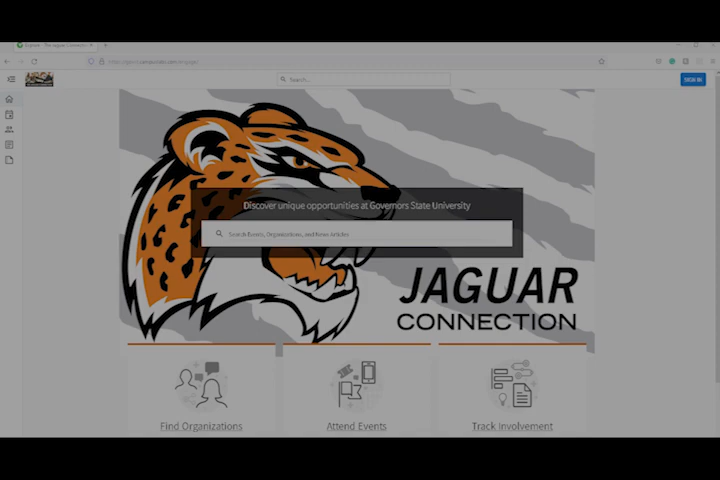 Search...
SIGN IN
Discover unique opportunities at Governors State University
Search Events, Organizations, and News Articles
JAGUAR
CONNECTION
Find Organizations
Attend Events
Track Involvement